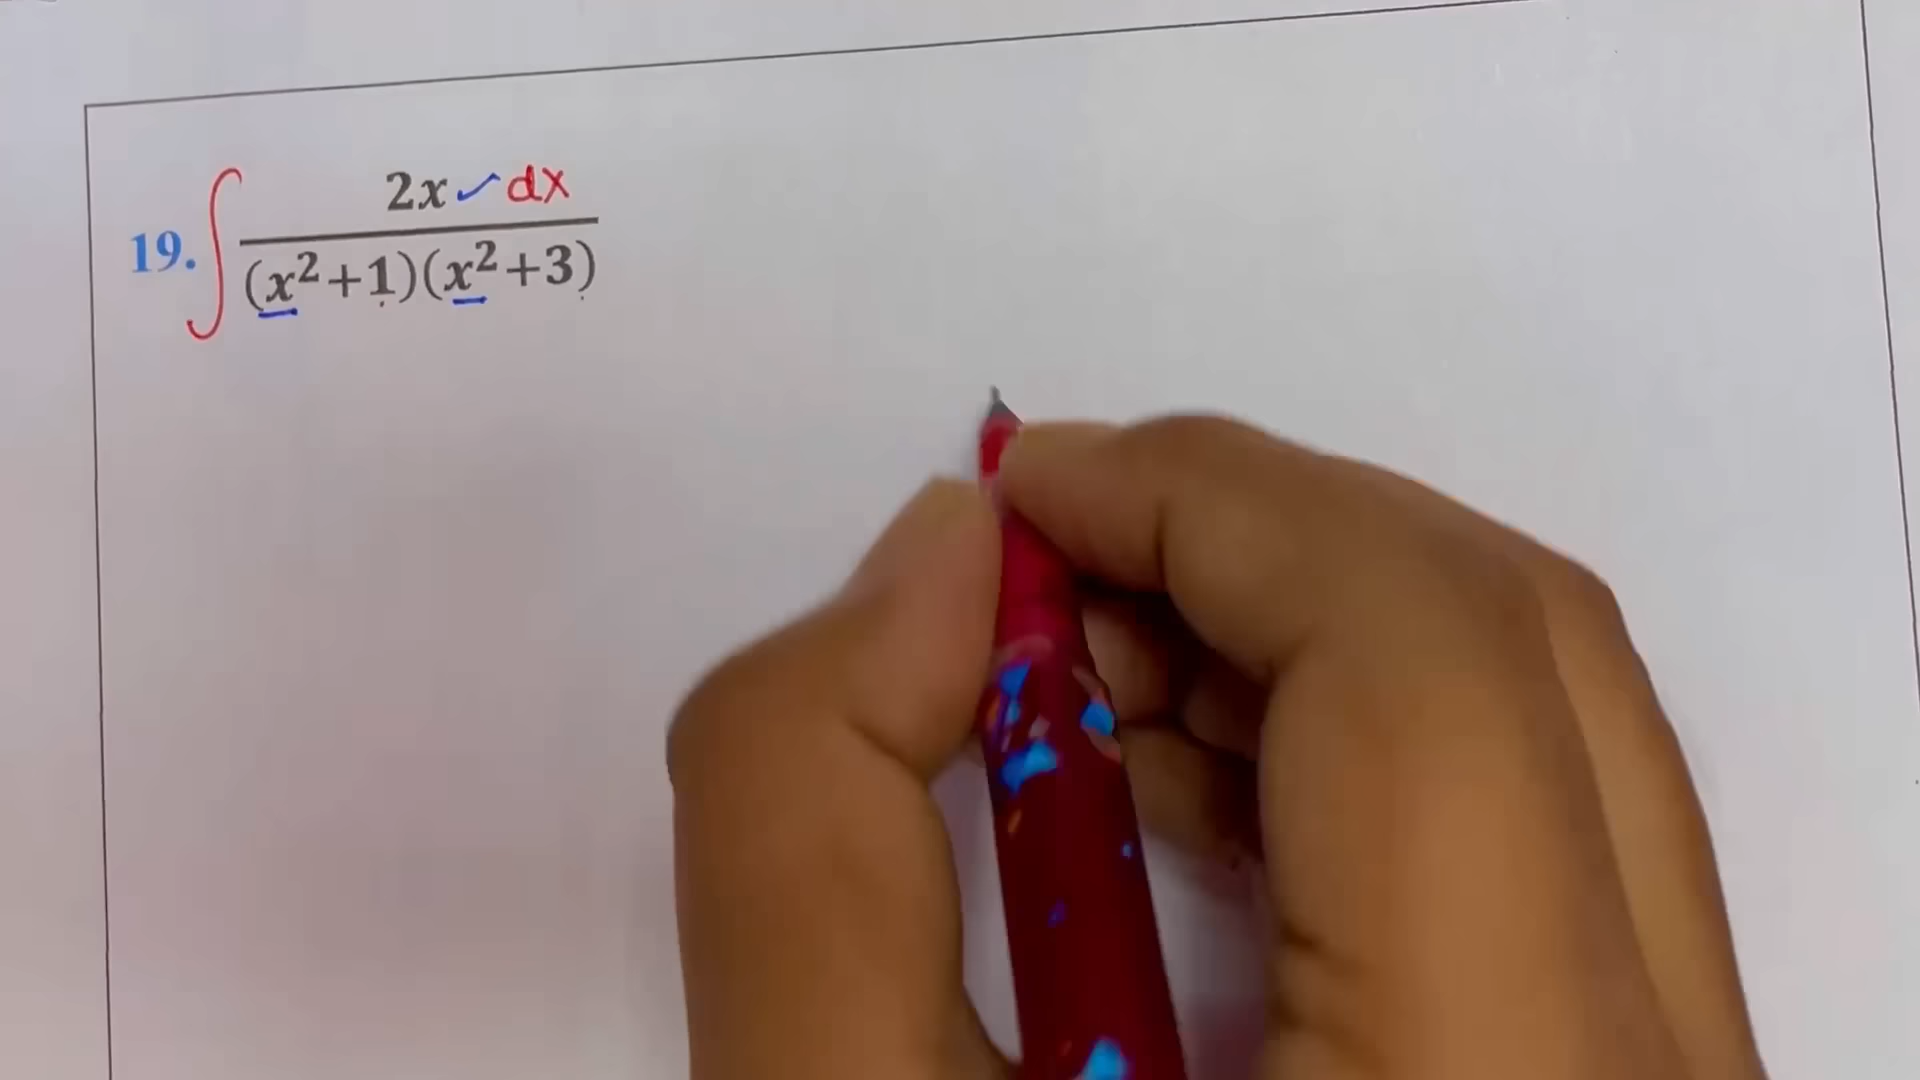 19. ∫ 2x dx
(x²+1)(x²+3)